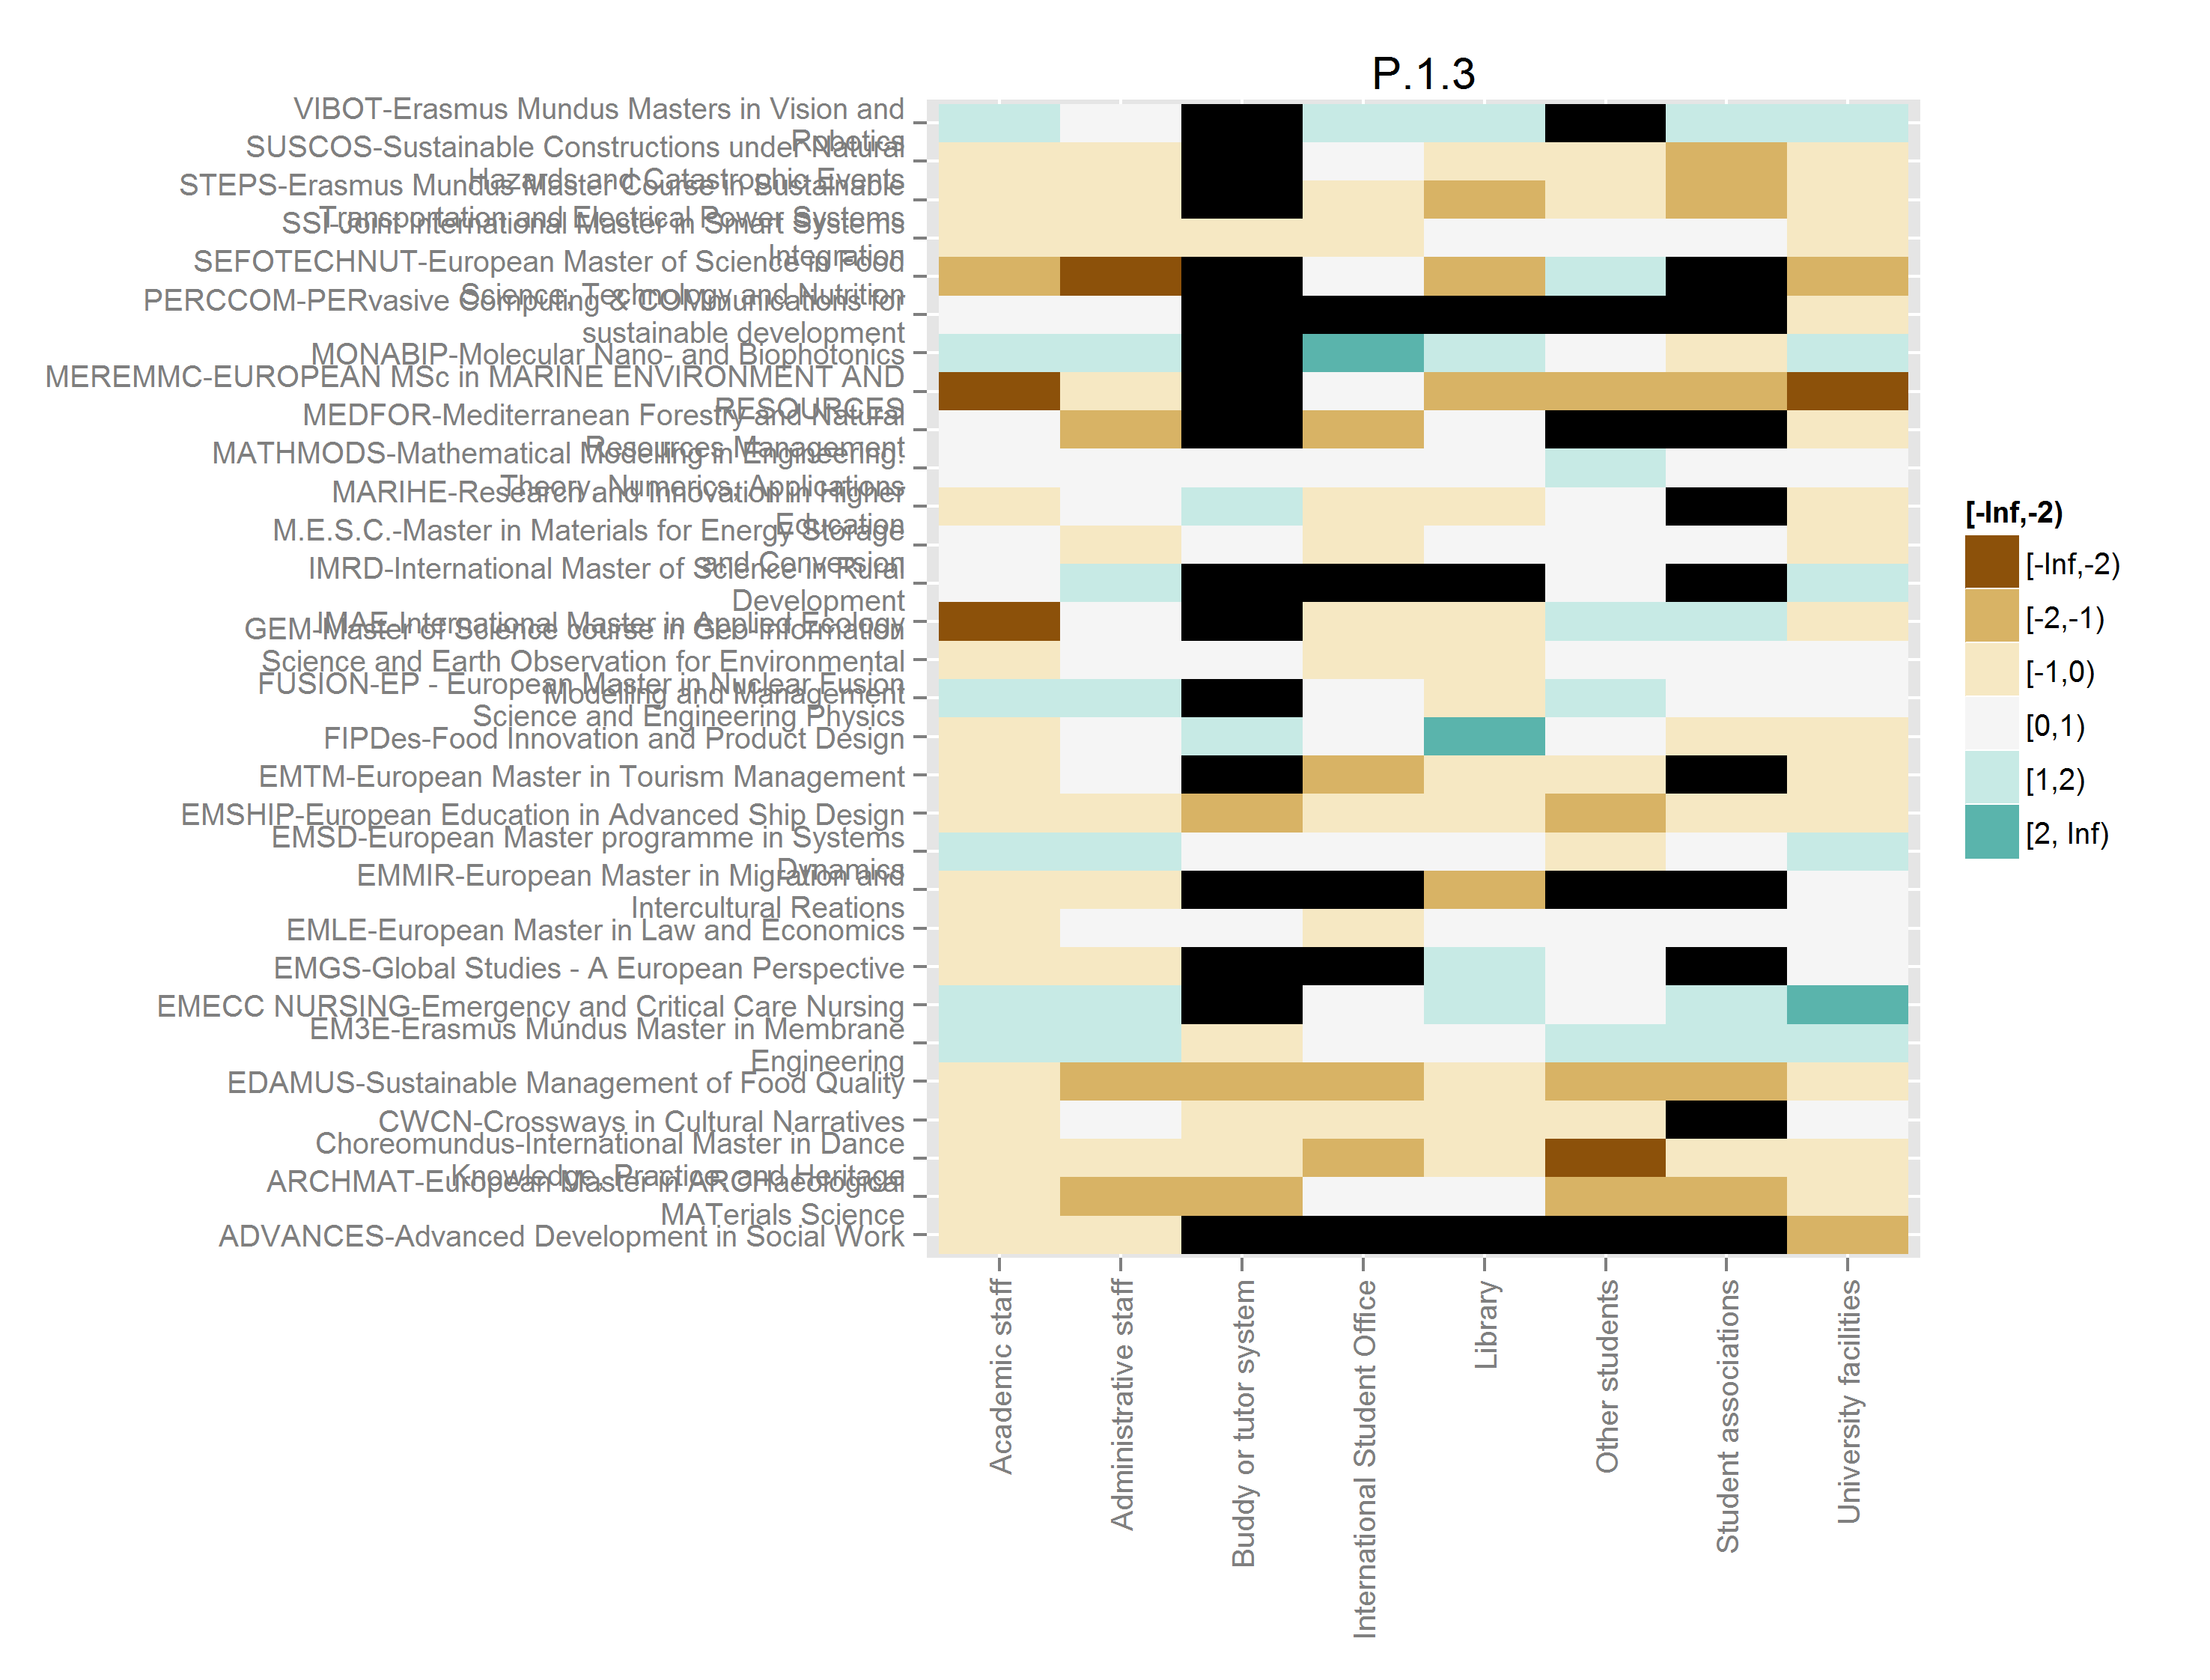 P.1.3
VIBOT-Erasmus Mundus Masters in Vision and
Robotics
SUSCOS-Sustainable Constructions under Natural
Hazards and Catastrophic Events
STEPS-Erasmus Mundus Master Course in Sustainable
Transportation and Electrical Power Systems
SSI-Joint International Master in Smart Systems
Integration
SEFOTECHNUT-European Master of Science in Food
Science, Technology and Nutrition
PERCCOM-PERvasive Computing & COMmunications for
sustainable development
MONABIP-Molecular Nano- and Biophotonics
MEREMMC-EUROPEAN MSc in MARINE ENVIRONMENT AND
RESOURCES
MEDFOR-Mediterranean Forestry and Natural
Resources Management
MATHMODS-Mathematical Modelling in Engineering:
Theory, Numerics, Applications
MARIHE-Research and Innovation in Higher
Education
M.E.S.C.-Master in Materials for Energy Storage
and Conversion
IMRD-International Master of Science in Rural
Development
IMAE-International Master in Applied Ecology
GEM-Master of Science course in Geo-information
Science and Earth Observation for Environmental
Modelling and Management
FUSION-EP - European Master in Nuclear Fusion
Science and Engineering Physics
FIPDes-Food Innovation and Product Design
EMTM-European Master in Tourism Management
EMSHIP-European Education in Advanced Ship Design
EMSD-European Master programme in Systems
Dynamics
EMMIR-European Master in Migration and
Intercultural Reations
EMLE-European Master in Law and Economics
EMGS-Global Studies - A European Perspective
EMECC NURSING-Emergency and Critical Care Nursing
EM3E-Erasmus Mundus Master in Membrane
Engineering
EDAMUS-Sustainable Management of Food Quality
CWCN-Crossways in Cultural Narratives
Choreomundus-International Master in Dance
Knowledge, Practice, and Heritage
ARCHMAT-European Master in ARCHaeological
MATerials Science
ADVANCES-Advanced Development in Social Work
Academic staff
Administrative staff
Buddy or tutor system
International Student Office
Library
Other students
Student associations
University facilities
[-Inf,-2)
[-Inf,-2)
[-2,-1)
[-1,0)
[0,1)
[1,2)
[2, Inf)